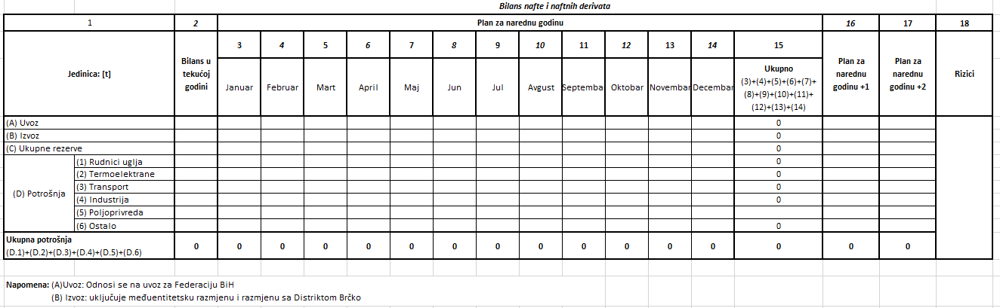 Bilans nafte i naftnih derivata
1 2 Plan za narednu godinu 16 17 18
3 4 5 6 7 8 9 10 11 12 13 14 15
Jedinica: [t]
Bilans u
tekućoj
godini
Januar Februar Mart April Maj Jun Jul Avgust Septembar Oktobar Novembar Decembar
Ukupno
(3)+(4)+(5)+(6)+(7)+
(8)+(9)+(10)+(11)+
(12)+(13)+(14)
Plan za
narednu
godinu +1
Plan za
narednu
godinu +2
Rizici
(A) Uvoz 0
(B) Izvoz 0
(C) Ukupne rezerve 0
(D) Potrošnja
(1) Rudnici uglja 0
(2) Termoelektrane 0
(3) Transport 0
(4) Industrija 0
(5) Poljoprivreda
(6) Ostalo 0
Ukupna potrošnja
(D.1)+(D.2)+(D.3)+(D.4)+(D.5)+(D.6)
0 0 0 0 0 0 0 0 0 0 0 0 0 0 0 0
Napomena: (A)Uvoz: Odnosi se na uvoz za Federaciju BiH
(B) Izvoz: uključuje međuentitetsku razmjenu i razmjenu sa Distriktom Brčko